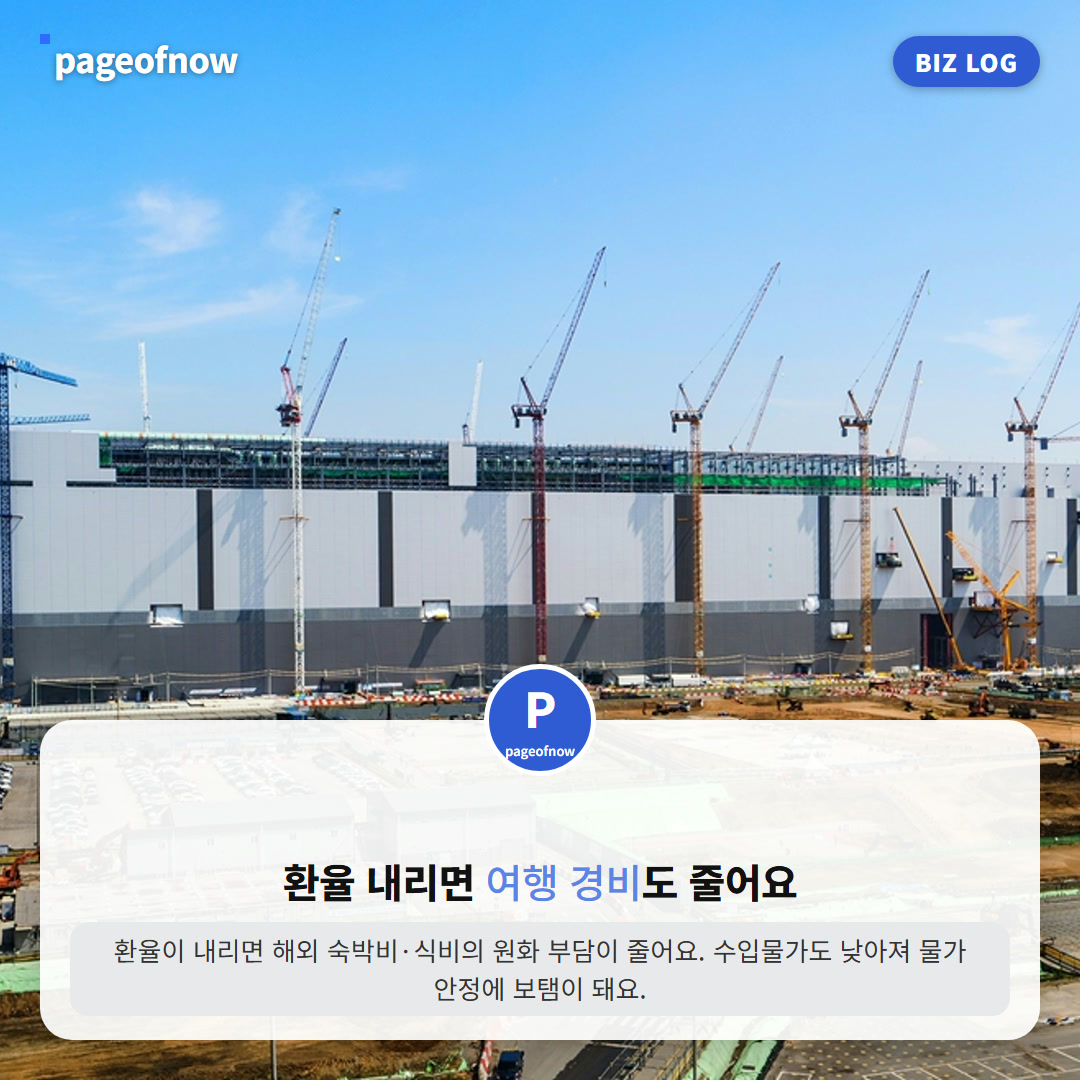 pageofnow
BIZ LOG
P
pageofnow
환율 내리면 여행 경비도 줄어요
환율이 내리면 해외 숙박비·식비의 원화 부담이 줄어요. 수입물가도 낮아져 물가
안정에 보탬이 돼요.